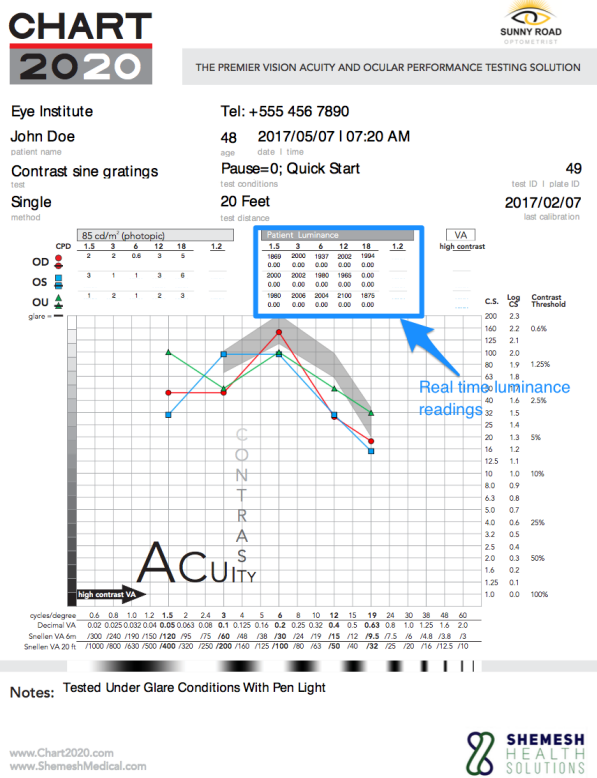 CHART
2020
SUNNY ROAD
OPTOMETRIST
THE PREMIER VISION ACUITY AND OCULAR PERFORMANCE TESTING SOLUTION
Eye Institute Tel: +555 456 7890
John Doe 48 2017/05/07 | 07:20 AM
patient name age date | time
Contrast sine gratings Pause=0; Quick Start 49
test test conditions test ID | plate ID
Single 20 Feet 2017/02/07
method test distance last calibration
85 cd/m² (photopic) Patient Luminance VA
CPD 1.5 3 6 12 18 1.2 1.5 3 6 12 18 1.2 high contrast
OD 2 2 0.6 3 5 1869 2000 1937 2002 1994
0.00 0.00 0.00 0.00 0.00
OS 3 1 1 3 6 2000 2002 1980 1965 0.00
0.00 0.00 0.00 0.00 0.00
OU 1 2 1 2 3 1980 2006 2004 2100 1875
0.00 0.00 0.00 0.00 0.00
glare =
C.S. Log CS Contrast Threshold
200 2.3
160 2.2 0.6%
125 2.1
100 2.0
80 1.9 1.25%
63 1.8
Real time luminance
readings
40 1.6 2.5%
32 1.5
25 1.4
20 1.3 5%
16 1.2
12.5 1.1
10 1.0 10%
8.0 0.9
6.3 0.8
5.0 0.7
4.0 0.6 25%
3.2 0.5
2.5 0.4
2.0 0.3 50%
1.6 0.2
1.25 0.1
1.0 0.0 100%
CONTRAST
ACUITY
high contrast VA
cycles/degree 0.6 0.8 1.0 1.2 1.5 2 2.4 3 4 5 6 8 10 12 15 19 24 30 38 48 60
Decimal VA 0.02 0.025 0.032 0.04 0.05 0.063 0.08 0.1 0.125 0.16 0.2 0.25 0.32 0.4 0.5 0.63 0.8 1.0 1.25 1.6 2.0
Snellen VA 6m /300 /240 /190 /150 /120 /95 /75 /60 /48 /38 /30 /24 /19 /15 /12 /9.5 /7.5 /6 /4.8 /3.8 /3
Snellen VA 20 ft /1000 /800 /630 /500 /400 /320 /250 /200 /160 /125 /100 /80 /63 /50 /40 /32 /25 /20 /16 /12.5 /10
Notes: Tested Under Glare Conditions With Pen Light
www.Chart2020.com
www.ShemeshMedical.com
SHEMESH
HEALTH
SOLUTIONS